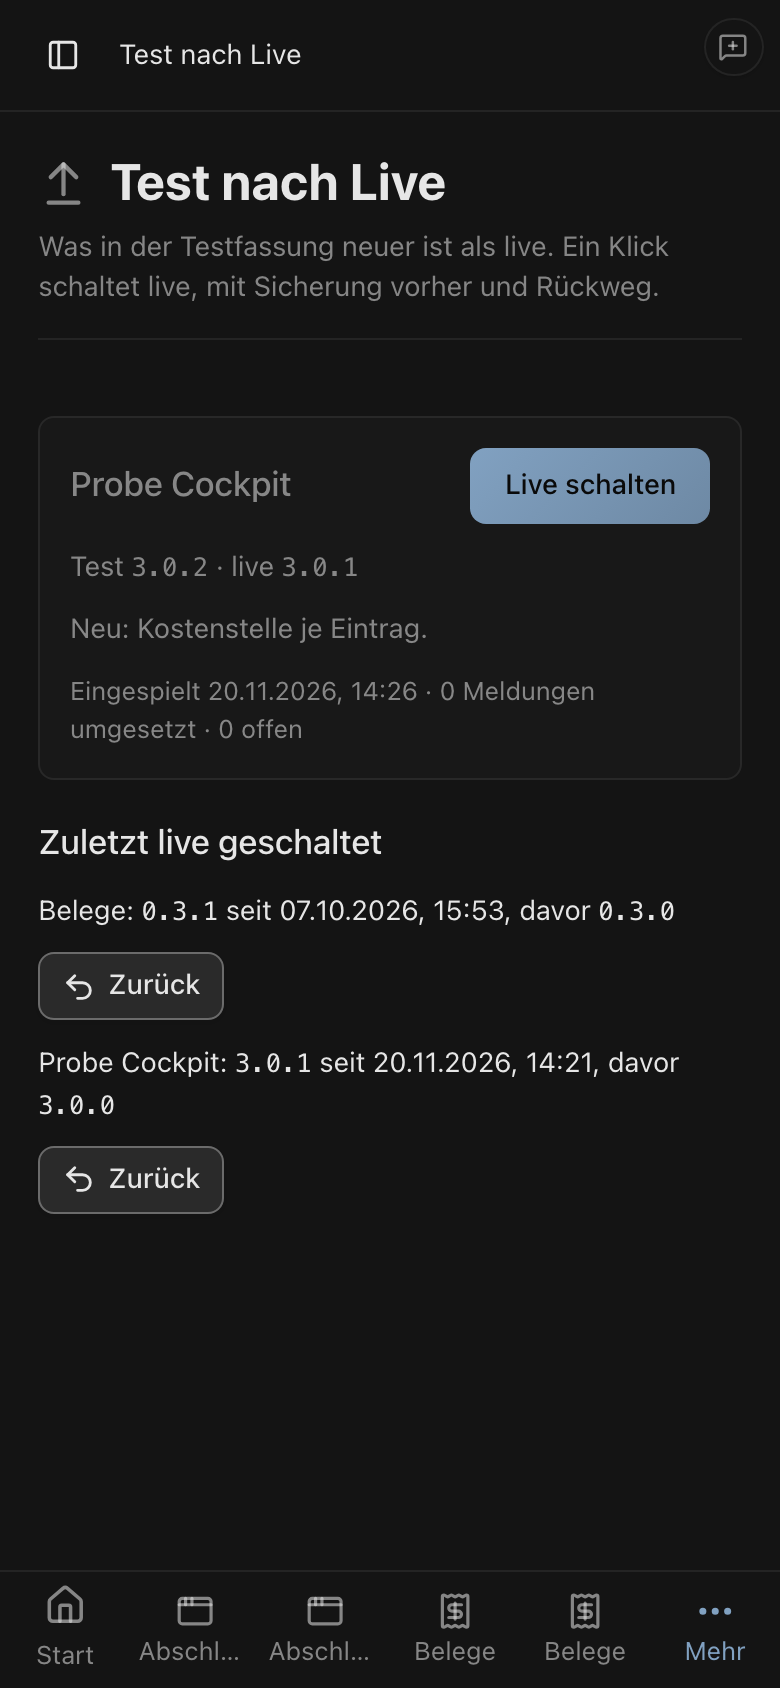 Test nach Live
Test nach Live
Was in der Testfassung neuer ist als live. Ein Klick
schaltet live, mit Sicherung vorher und Rückweg.
Probe Cockpit
Live schalten
Test 3.0.2 · live 3.0.1
Neu: Kostenstelle je Eintrag.
Eingespielt 20.11.2026, 14:26 · 0 Meldungen
umgesetzt · 0 offen
Zuletzt live geschaltet
Belege: 0.3.1 seit 07.10.2026, 15:53, davor 0.3.0
Zurück
Probe Cockpit: 3.0.1 seit 20.11.2026, 14:21, davor
3.0.0
Zurück
Start Abschl... Abschl... Belege Belege Mehr